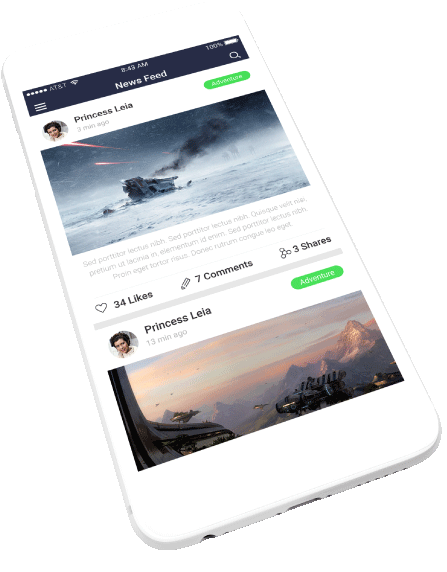 AT&T 8:43 AM 100%
News Feed
Princess Leia Adventure
3 min ago
Sed porttitor lectus nibh. Sed porttitor lectus nibh. Quisque velit nisi,
pretium ut lacinia in, elementum id enim. Sed porttitor lectus nibh.
Proin eget tortor risus. Donec rutrum congue leo eget.
34 Likes 7 Comments 3 Shares
Princess Leia Adventure
13 min ago